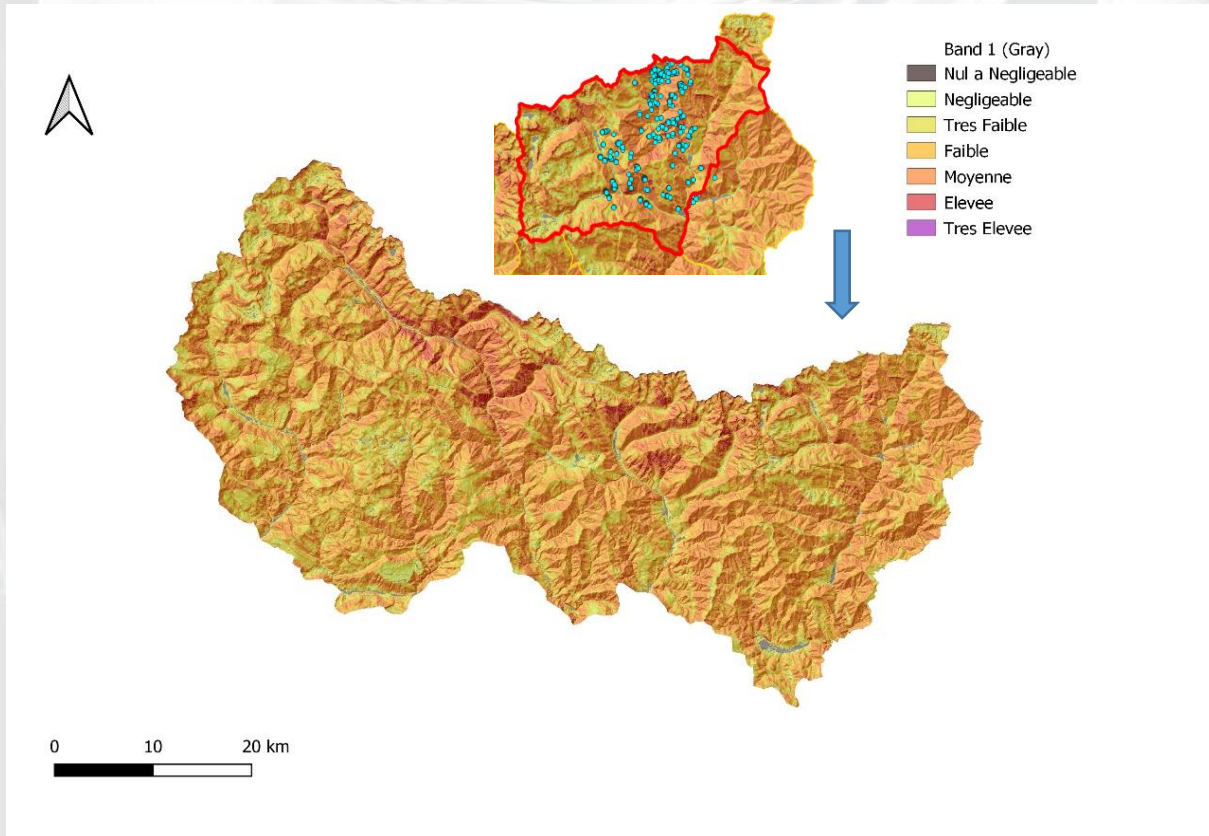 Band 1 (Gray)
Nul a Negligeable
Negligeable
Tres Faible
Faible
Moyenne
Elevee
Tres Elevee
0 10 20 km